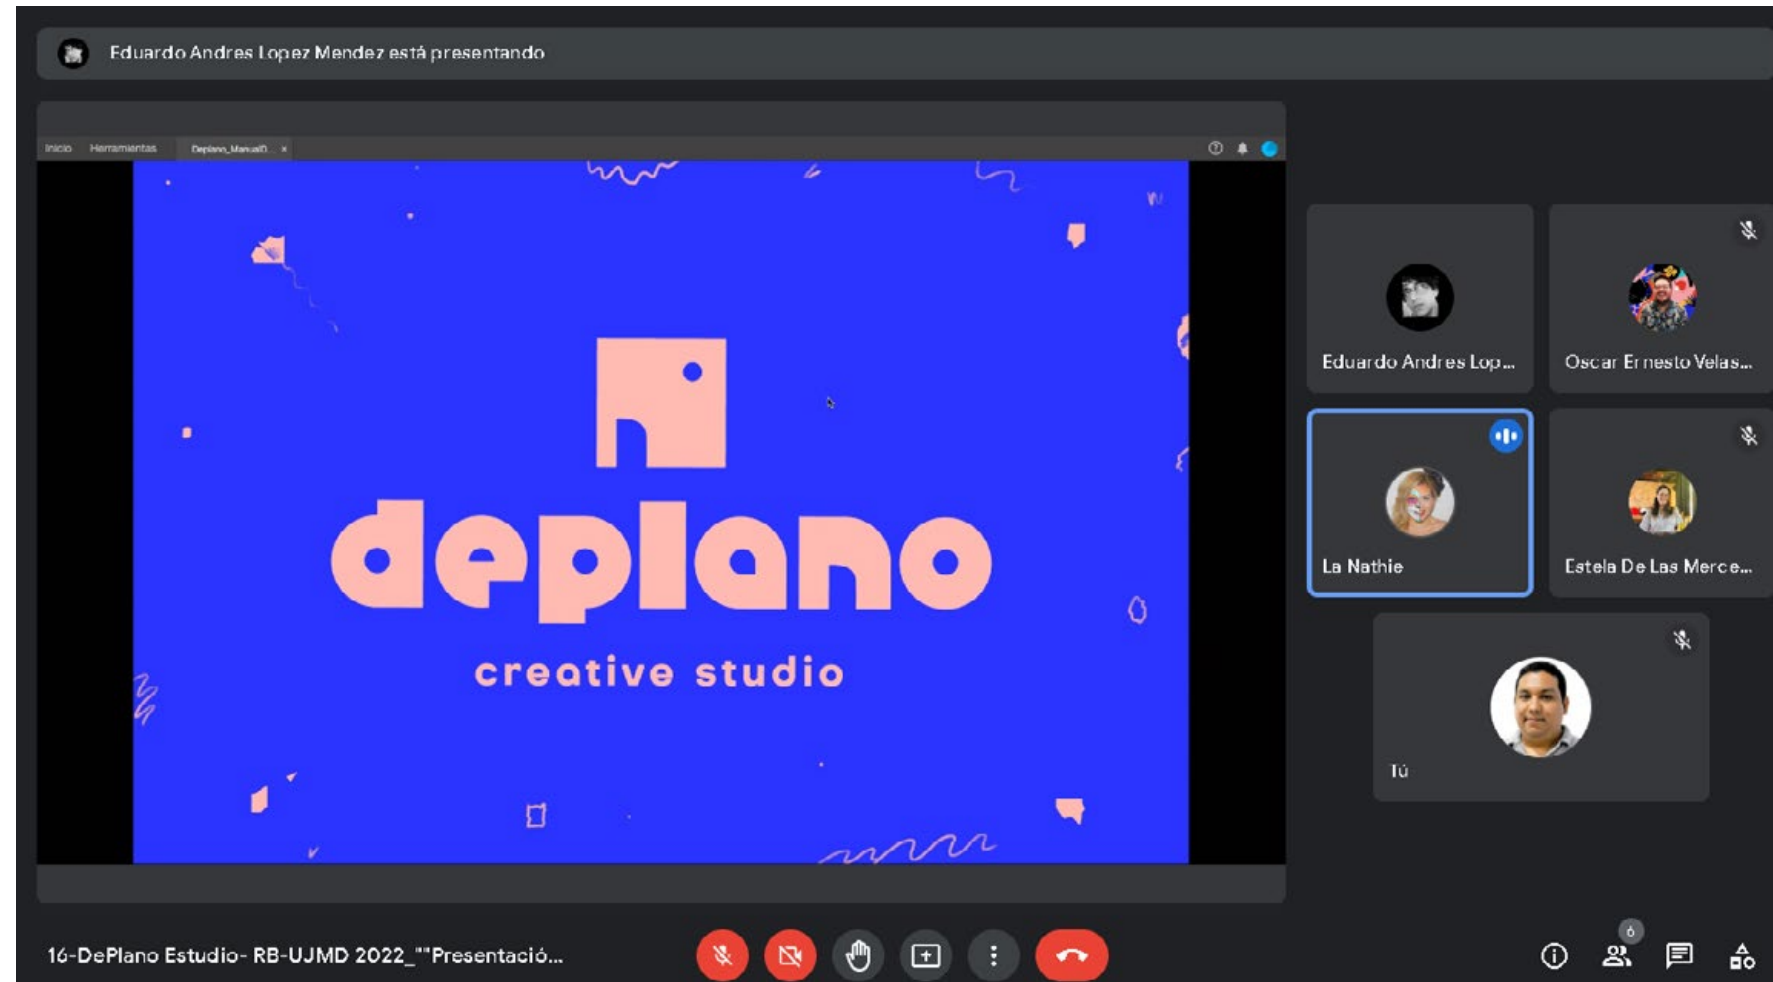 Eduardo Andres Lopez Mendez está presentando
Inicio Herramientas Deplano_ManualD... ×
deplano
creative studio
Eduardo Andres Lop...
Oscar Ernesto Velas...
La Nathie
Estela De Las Merce...
Tú
16-DePlano Estudio- RB-UJMD 2022_""Presentació...
6